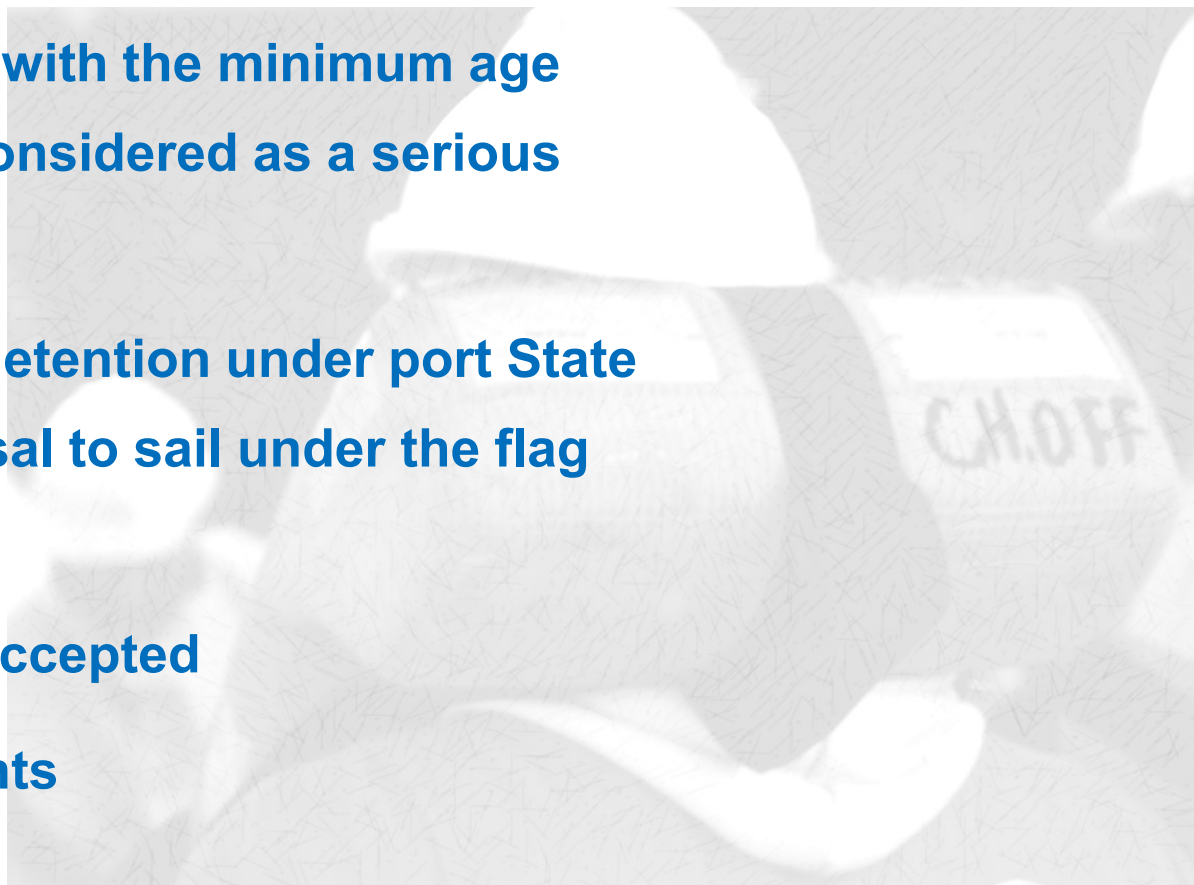 with the minimum age
onsidered as a serious
etention under port State
sal to sail under the flag
ccepted
nts
C.H.OFF